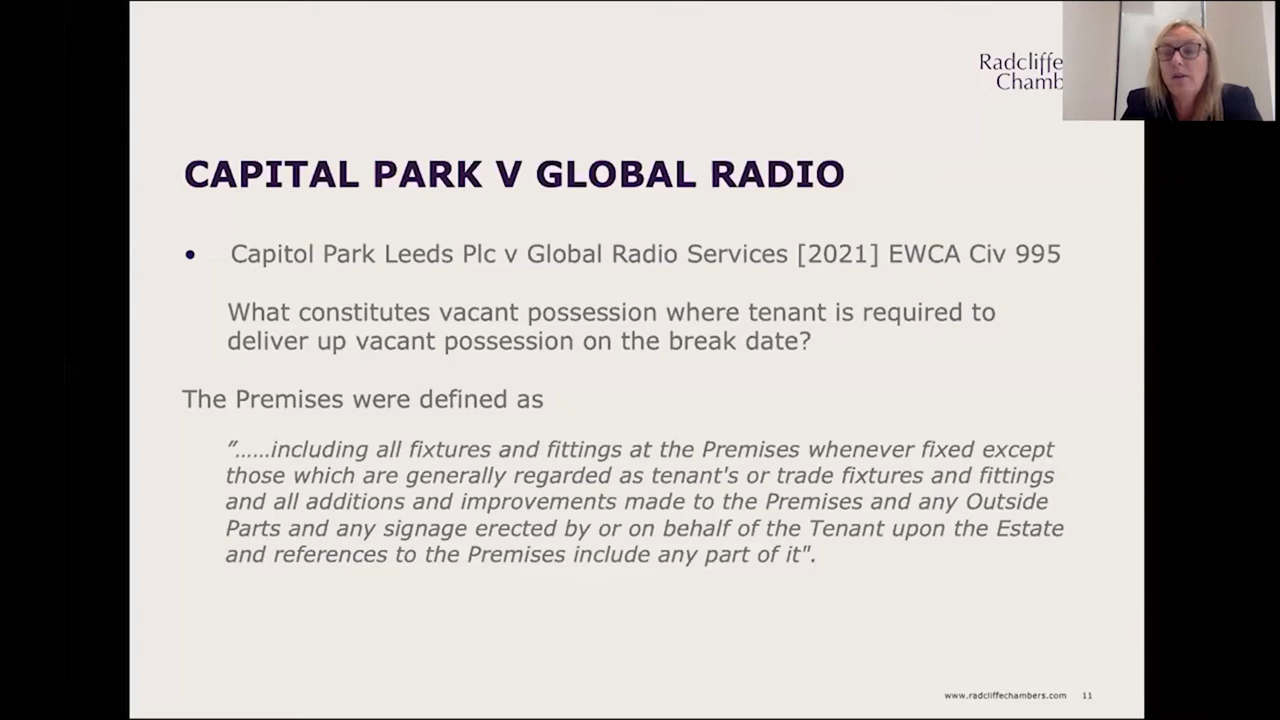 Radcliffe
Chamb
CAPITAL PARK V GLOBAL RADIO
• Capitol Park Leeds Plc v Global Radio Services [2021] EWCA Civ 995
What constitutes vacant possession where tenant is required to
deliver up vacant possession on the break date?
The Premises were defined as
"......including all fixtures and fittings at the Premises whenever fixed except
those which are generally regarded as tenant's or trade fixtures and fittings
and all additions and improvements made to the Premises and any Outside
Parts and any signage erected by or on behalf of the Tenant upon the Estate
and references to the Premises include any part of it".
www.radcliffechambers.com 11